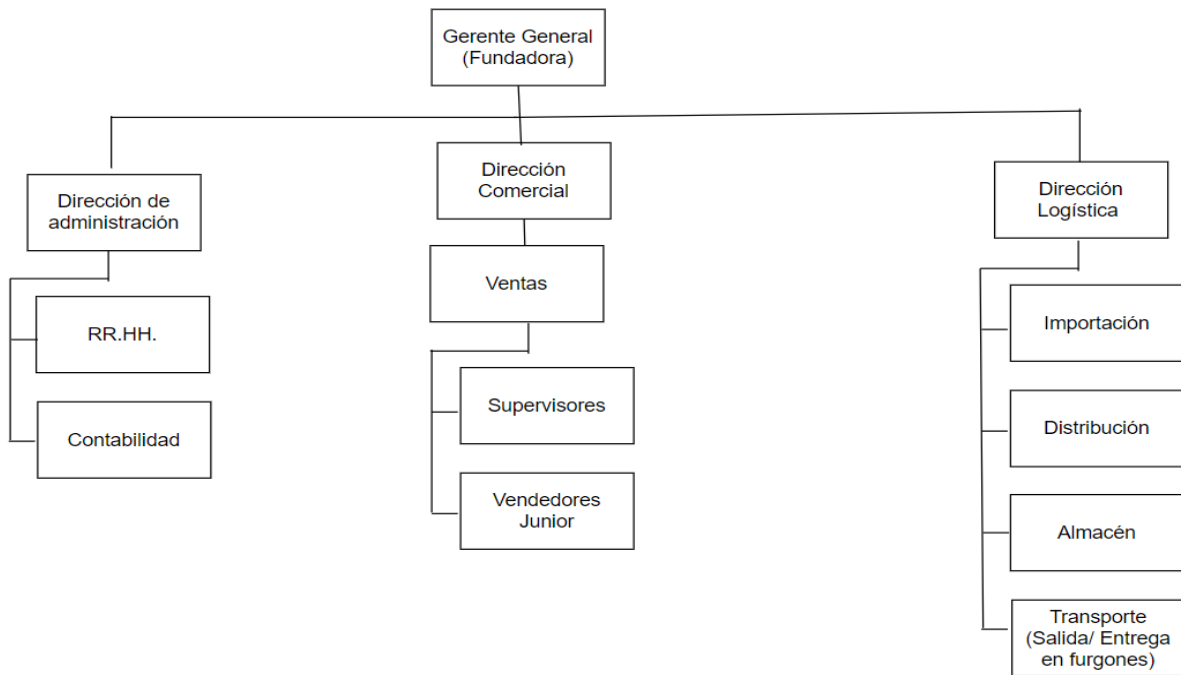 Gerente General
(Fundadora)
Dirección de
administración
RR.HH.
Contabilidad
Dirección
Comercial
Ventas
Supervisores
Vendedores
Junior
Dirección
Logística
Importación
Distribución
Almacén
Transporte
(Salida/ Entrega
en furgones)